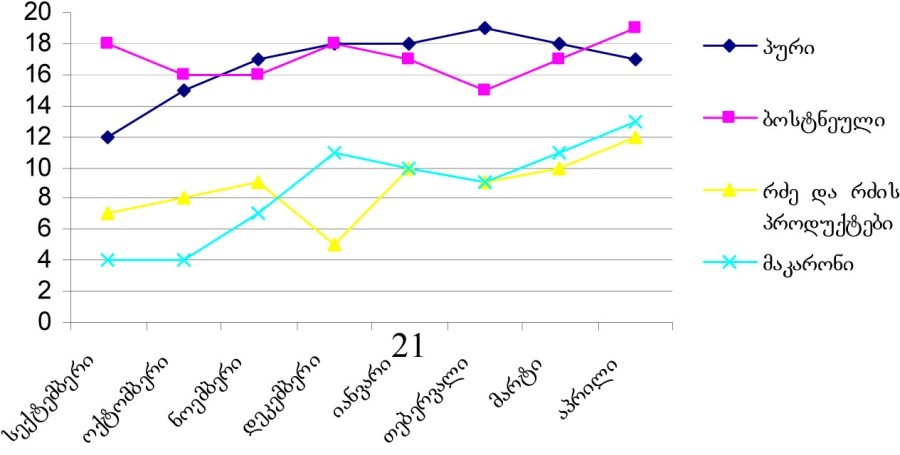 20
18
16
14
12
10
8
6
4
2
0
სექტემბერი
ოქტომბერი
ნოემბერი
დეკემბერი
იანვარი
თებერვალი
მარტი
აპრილი
21
პური
ბოსტნეული
რძე და რძის
პროდუქტები
მაკარონი